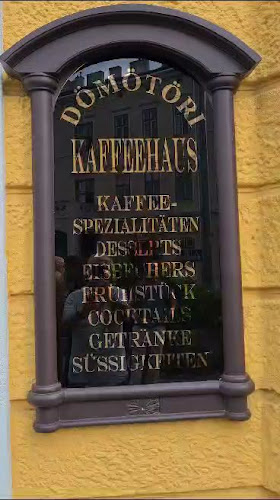 DÖMÖTÖRI
KAFFEEHAUS
KAFFEE-
SPEZIALITÄTEN
DESSERTS
EISBECHERS
FRÜHSTÜCK
COCKTAILS
GETRÄNKE
SÜSSIGKEITEN